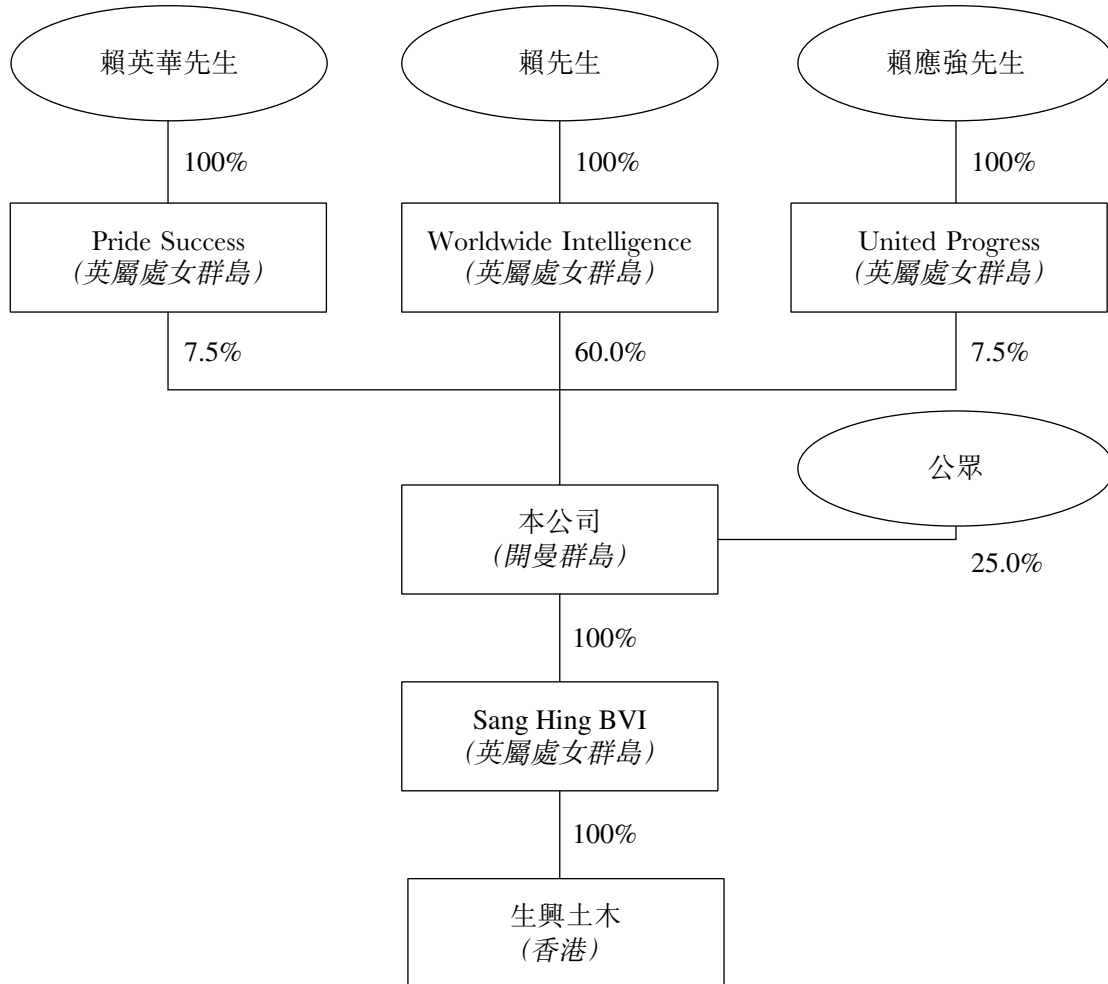 賴英華先生
賴先生
賴應強先生
100%
100%
100%
Pride Success
(英屬處女群島)
Worldwide Intelligence
(英屬處女群島)
United Progress
(英屬處女群島)
7.5%
60.0%
7.5%
公眾
本公司
(開曼群島)
25.0%
100%
Sang Hing BVI
(英屬處女群島)
100%
生興土木
(香港)